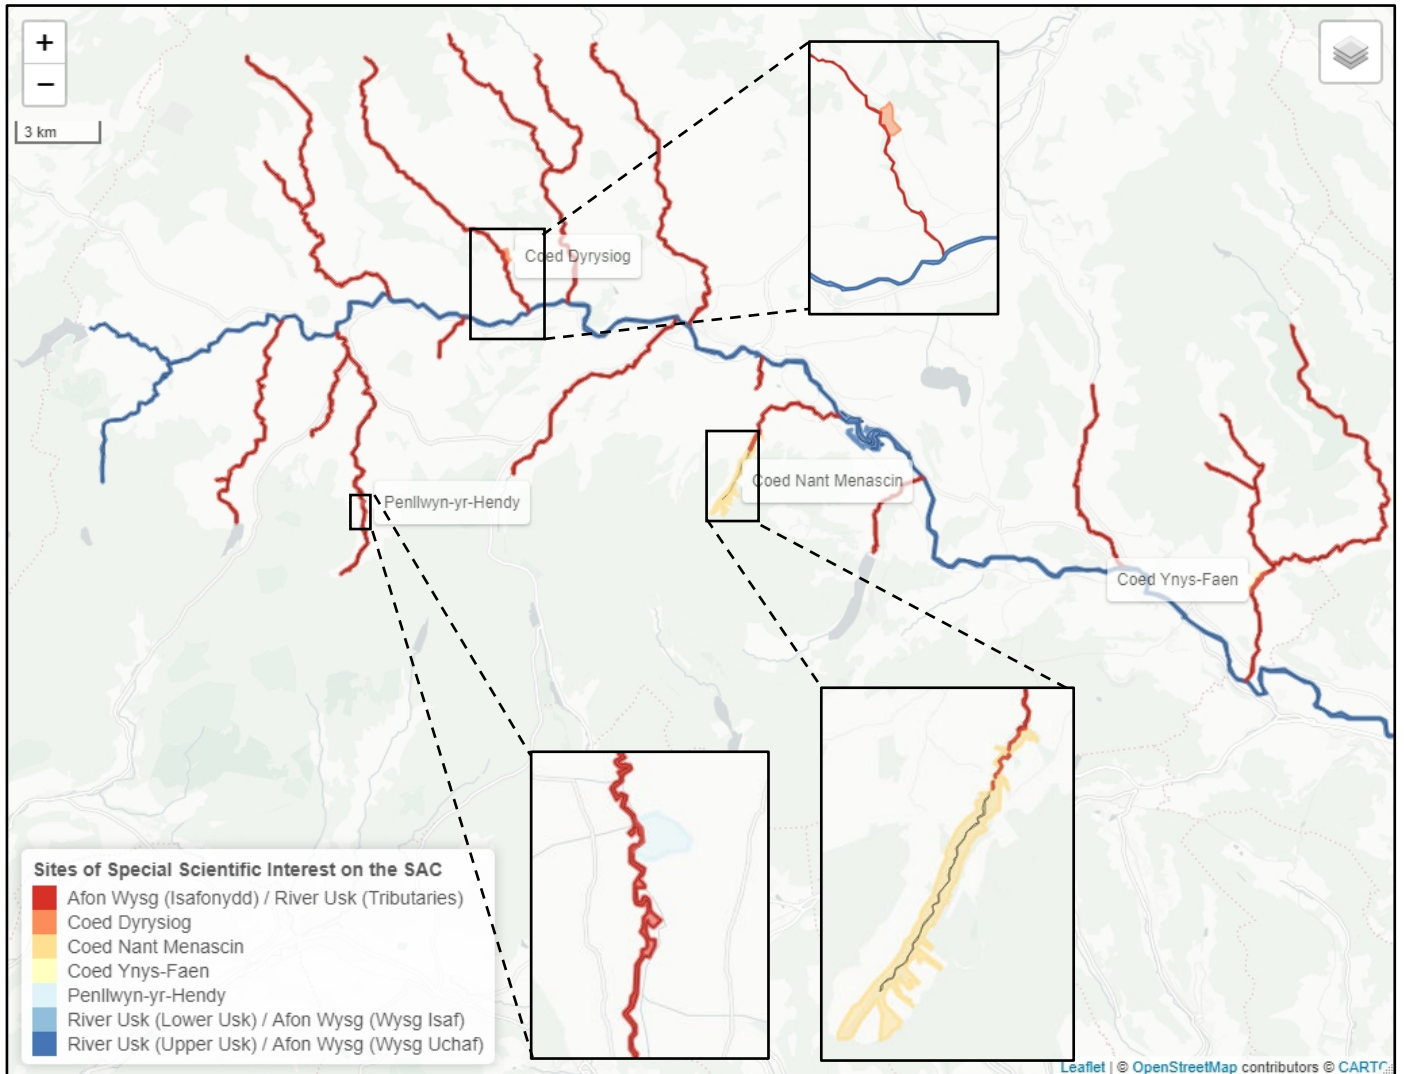 +
−
3 km
Coed Dyrysiog
Coed Nant Menascin
Penllwyn-yr-Hendy
Coed Ynys-Faen
Sites of Special Scientific Interest on the SAC
Afon Wysg (Isafonydd) / River Usk (Tributaries)
Coed Dyrysiog
Coed Nant Menascin
Coed Ynys-Faen
Penllwyn-yr-Hendy
River Usk (Lower Usk) / Afon Wysg (Wysg Isaf)
River Usk (Upper Usk) / Afon Wysg (Wysg Uchaf)
Leaflet | © OpenStreetMap contributors © CARTO